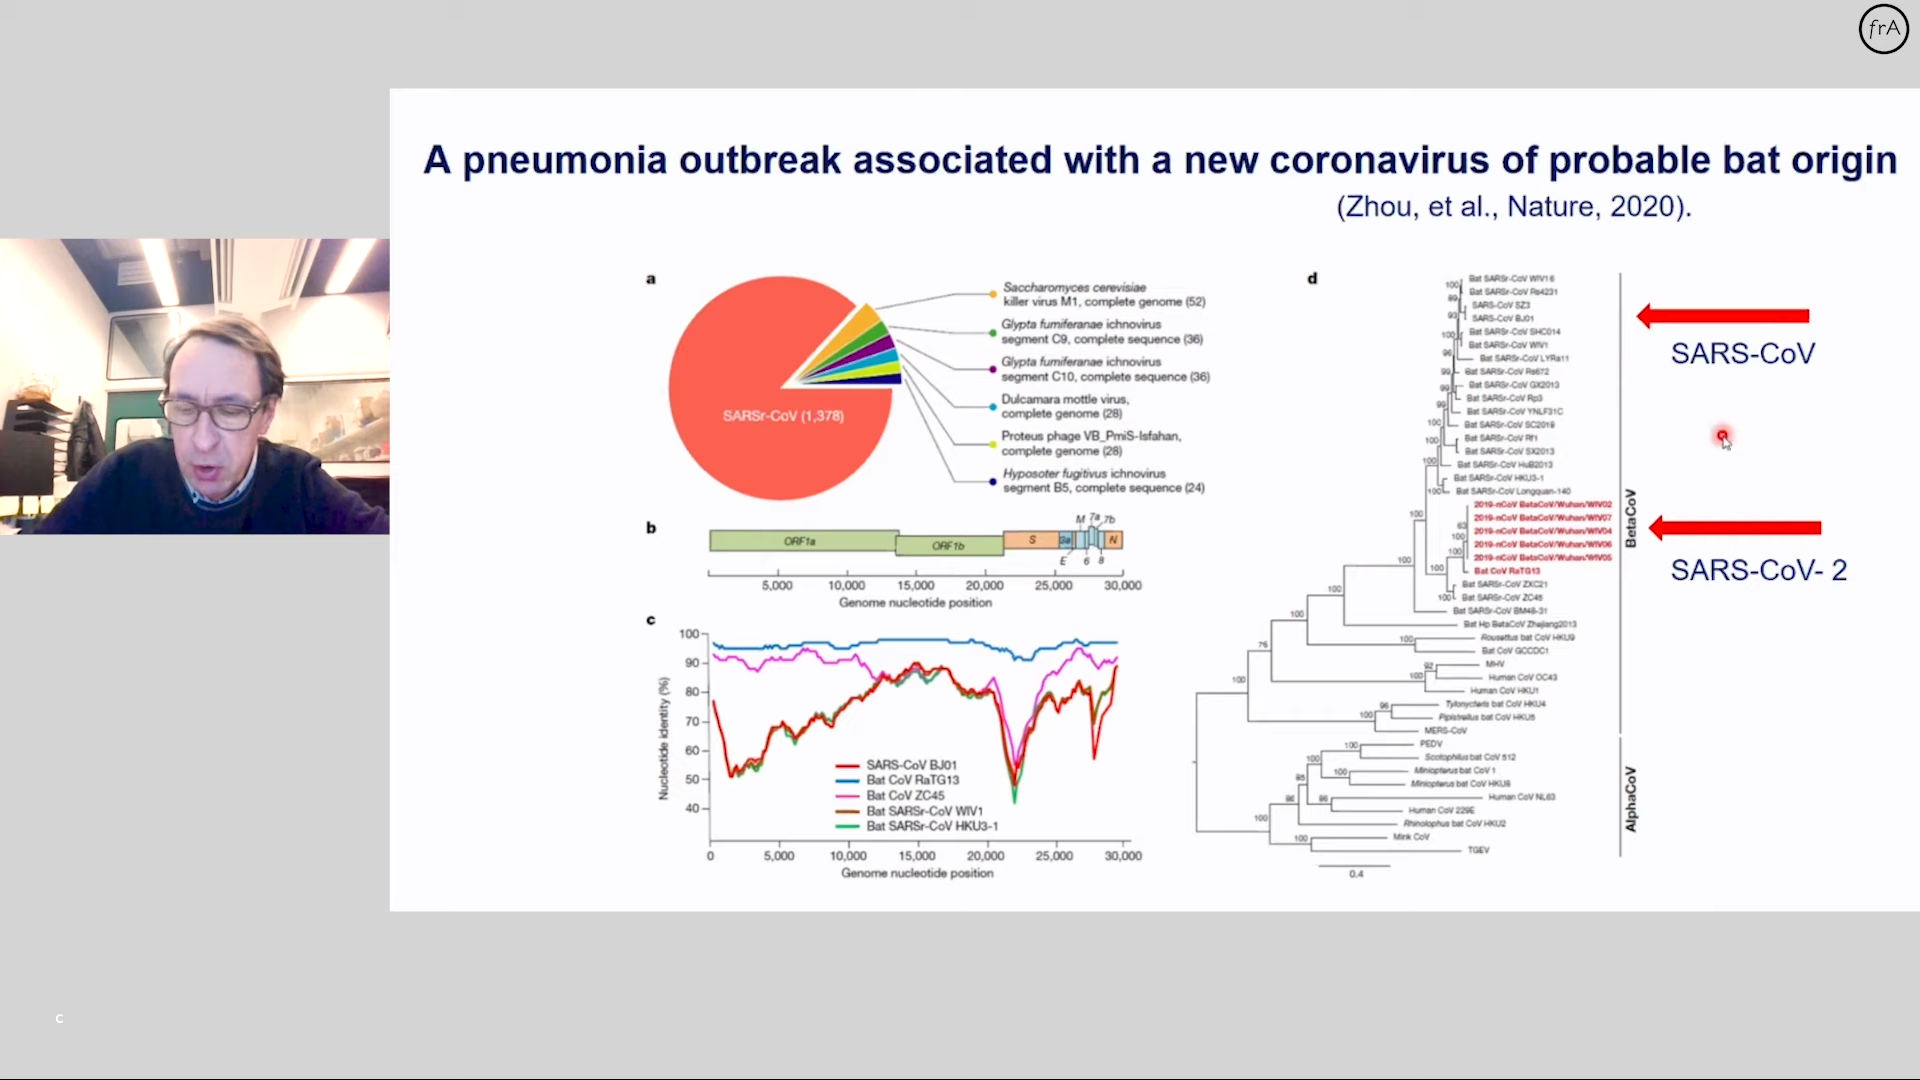 frA
A pneumonia outbreak associated with a new coronavirus of probable bat origin
(Zhou, et al., Nature, 2020).
a
SARSr-CoV (1,378)
Saccharomyces cerevisiae
killer virus M1, complete genome (52)
Glypta fumiferanae ichnovirus
segment C9, complete sequence (36)
Glypta fumiferanae ichnovirus
segment C10, complete sequence (36)
Dulcamara mottle virus,
complete genome (28)
Proteus phage VB_PmiS-Isfahan,
complete genome (28)
Hyposoter fugitivus ichnovirus
segment B5, complete sequence (24)
b
ORF1a
ORF1b
S
3a
E
M
6
7a
7b
8
N
5,000
10,000
15,000
20,000
25,000
30,000
Genome nucleotide position
c
Nucleotide identity (%)
100
90
80
70
60
50
40
SARS-CoV BJ01
Bat CoV RaTG13
Bat CoV ZC45
Bat SARSr-CoV WIV1
Bat SARSr-CoV HKU3-1
0
5,000
10,000
15,000
20,000
25,000
30,000
Genome nucleotide position
d
Bat SARSr-CoV WIV16
Bat SARSr-CoV Rs4231
SARS-CoV SZ3
SARS-CoV BJ01
Bat SARSr-CoV SHC014
Bat SARSr-CoV WIV1
Bat SARSr-CoV LYRa11
Bat SARSr-CoV Rs672
Bat SARSr-CoV GX2013
Bat SARSr-CoV Rp3
Bat SARSr-CoV YNLF31C
Bat SARSr-CoV SC2018
Bat SARSr-CoV Rf1
Bat SARSr-CoV SX2013
Bat SARSr-CoV HuB2013
Bat SARSr-CoV HKU3-1
Bat SARSr-CoV Longquan-140
2019-nCoV BetaCoV/Wuhan/WIV02
2019-nCoV BetaCoV/Wuhan/WIV07
2019-nCoV BetaCoV/Wuhan/WIV04
2019-nCoV BetaCoV/Wuhan/WIV06
2019-nCoV BetaCoV/Wuhan/WIV05
Bat CoV RaTG13
Bat SARSr-CoV ZXC21
Bat SARSr-CoV ZC45
Bat SARSr-CoV BM48-31
Bat Hp BetaCoV Zhejiang2013
Rousettus bat CoV HKU9
Bat CoV GCCDC1
MHV
Human CoV OC43
Human CoV HKU1
Tylonycteris bat CoV HKU4
Pipistrellus bat CoV HKU5
MERS-CoV
PEDV
Scotophilus bat CoV 512
Miniopterus bat CoV 1
Miniopterus bat CoV HKU8
Human CoV NL63
Human CoV 229E
Rhinolophus bat CoV HKU2
Mink CoV
TGEV
0.4
BetaCoV
AlphaCoV
SARS-CoV
SARS-CoV- 2
c